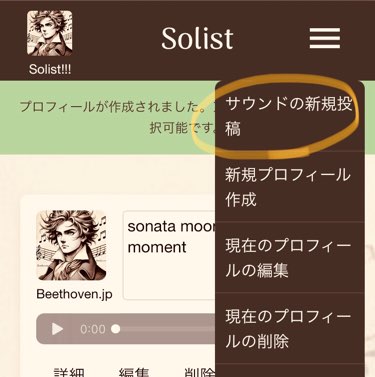 Solist
Solist!!!
プロフィールが作成されました。
択可能です。
サウンドの新規投
稿
新規プロフィール
作成
現在のプロフィー
ルの編集
現在のプロフィー
ルの削除
sonata moon
moment
Beethoven.jp
0:00
詳細 編集 削除